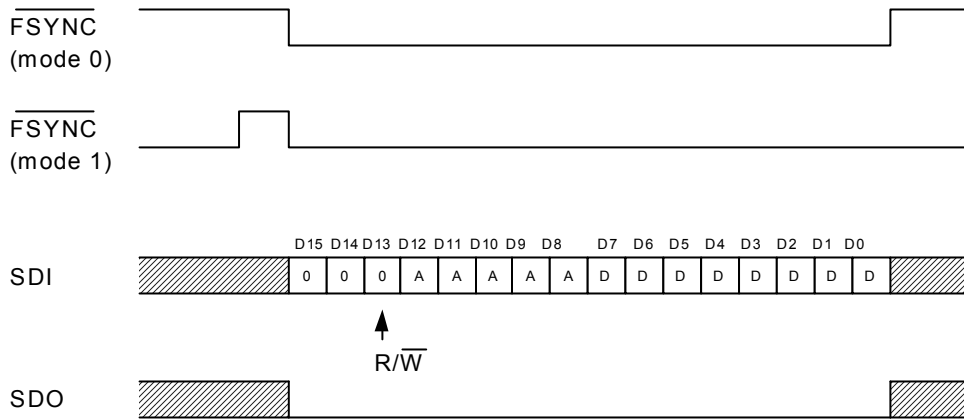 FSYNC
(mode 0)
FSYNC
(mode 1)
D15 D14 D13 D12 D11 D10 D9 D8 D7 D6 D5 D4 D3 D2 D1 D0
SDI 0 0 0 A A A A A D D D D D D D D
R/W
SDO